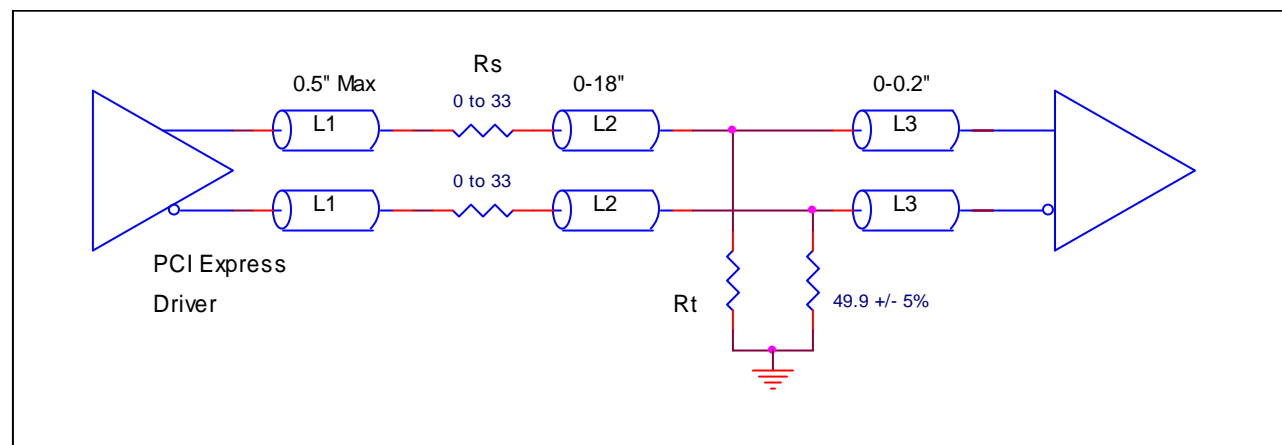 Rs
0.5" Max
0-18"
0-0.2"
0 to 33
L1
L2
L3
0 to 33
L1
L2
L3
PCI Express
Driver
Rt
49.9 +/- 5%